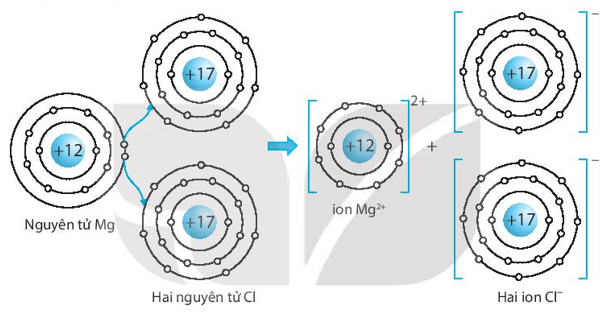 +12
Nguyên tử Mg
+17
+17
Hai nguyên tử Cl
+12
2+
ion Mg²⁺
+
+17
−
+17
−
Hai ion Cl⁻